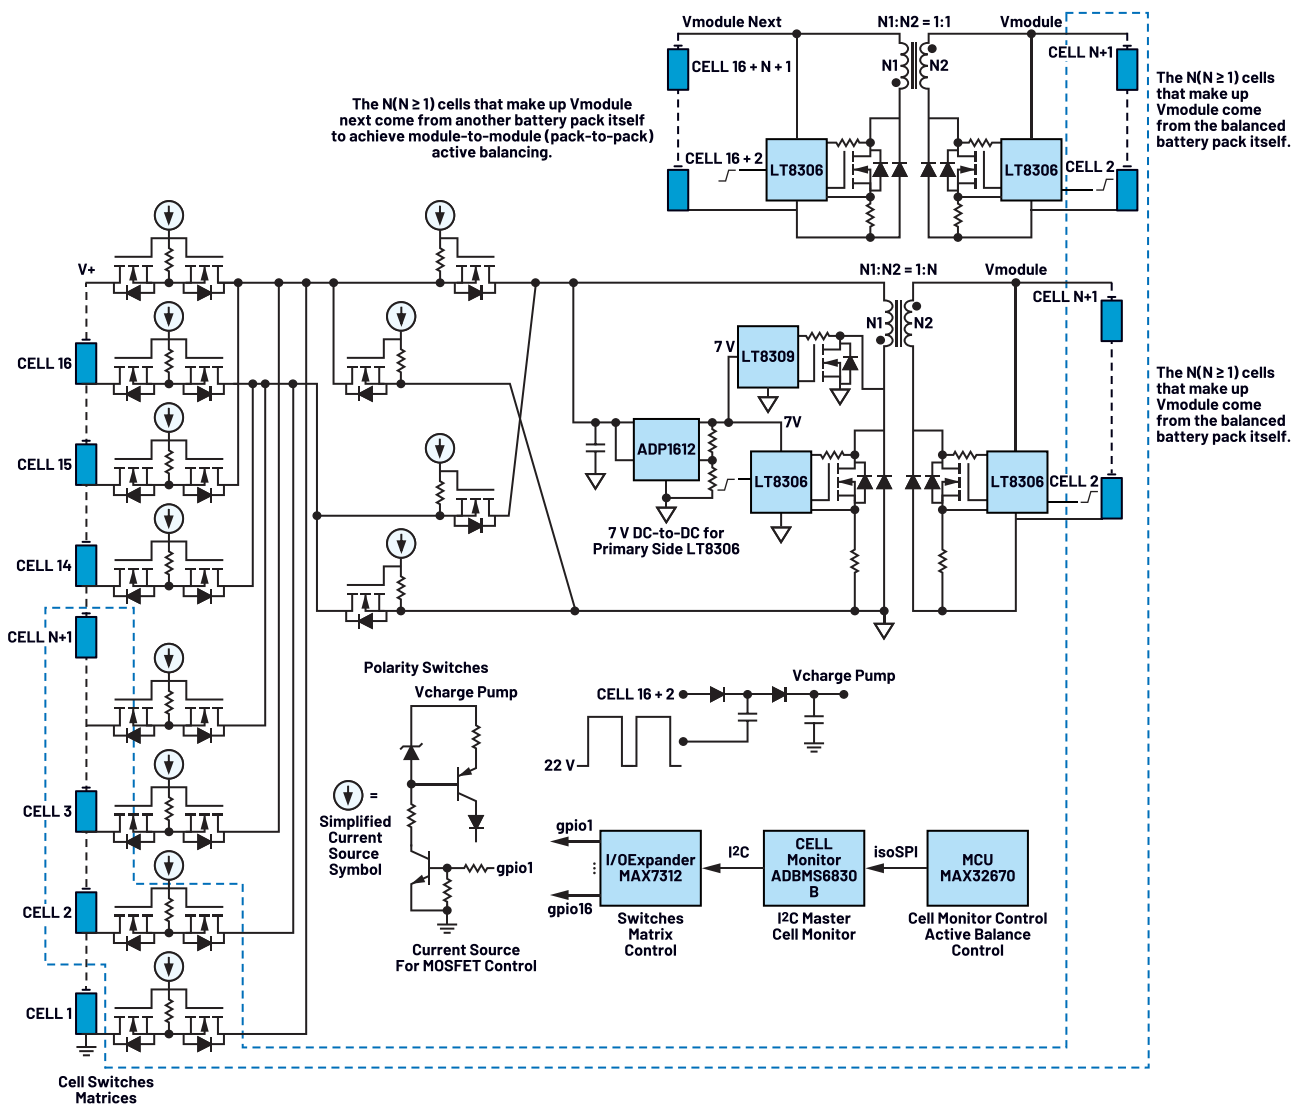 Vmodule Next
N1:N2 = 1:1
Vmodule
CELL 16 + N + 1
N1
N2
CELL N+1
The N(N ≥ 1) cells
that make up
Vmodule come
from the balanced
battery pack itself.
The N(N ≥ 1) cells that make up Vmodule
next come from another battery pack itself
to achieve module-to-module (pack-to-pack)
active balancing.
CELL 16 + 2
LT8306
LT8306
CELL 2
V+
N1:N2 = 1:N
Vmodule
CELL N+1
N1
N2
7 V
LT8309
CELL 16
The N(N ≥ 1) cells
that make up
Vmodule come
from the balanced
battery pack itself.
7V
ADP1612
CELL 15
LT8306
LT8306
CELL 2
7 V DC-to-DC for
Primary Side LT8306
CELL 14
CELL N+1
Polarity Switches
Vcharge Pump
CELL 16 + 2
Vcharge Pump
22 V
=
Simplified
Current
Source
Symbol
CELL 3
gpio1
gpio1
gpio16
I/OExpander
MAX7312
I²C
CELL
Monitor
ADBMS6830
B
isoSPI
MCU
MAX32670
Switches
Matrix
Control
I²C Master
Cell Monitor
Cell Monitor Control
Active Balance
Control
CELL 2
Current Source
For MOSFET Control
CELL 1
Cell Switches
Matrices